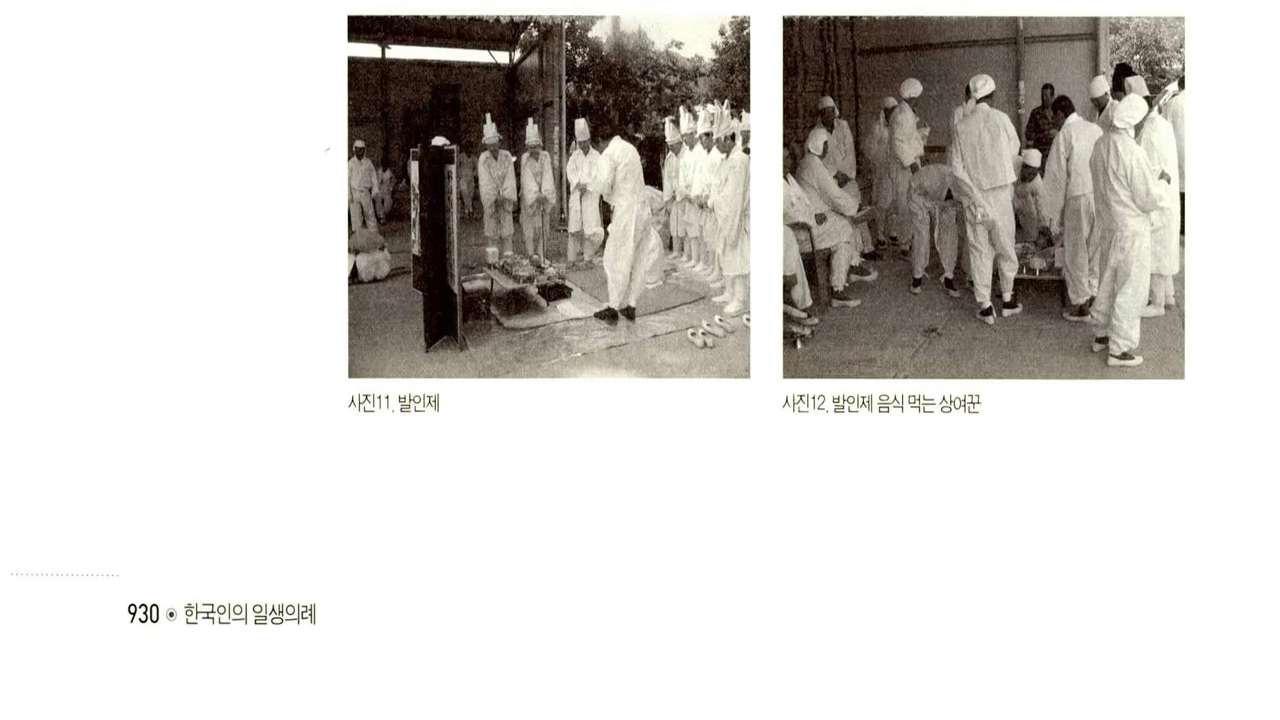 사진11. 발인제
사진12. 발인제 음식 먹는 상여꾼
930 ◉ 한국인의 일생의례